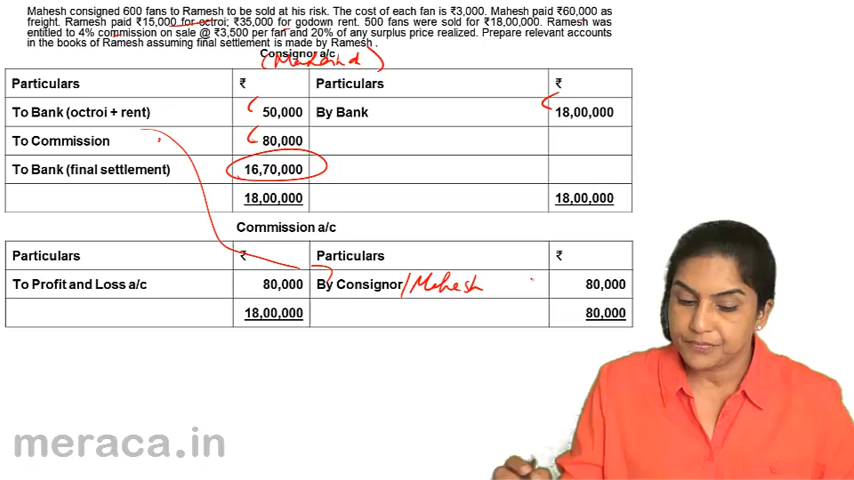 Mahesh consigned 600 fans to Ramesh to be sold at his risk. The cost of each fan is ₹3,000. Mahesh paid ₹60,000 as
freight. Ramesh paid ₹15,000 for octroi; ₹35,000 for godown rent. 500 fans were sold for ₹18,00,000. Ramesh was
entitled to 4% commission on sale @ ₹3,500 per fan and 20% of any surplus price realized. Prepare relevant accounts
in the books of Ramesh assuming final settlement is made by Ramesh .
Consignor a/c
Particulars ₹ Particulars ₹
To Bank (octroi + rent) 50,000 By Bank 18,00,000
To Commission 80,000
To Bank (final settlement) 16,70,000
18,00,000 18,00,000
Commission a/c
Particulars ₹ Particulars ₹
To Profit and Loss a/c 80,000 By Consignor /Mahesh 80,000
18,00,000 80,000
meraca.in